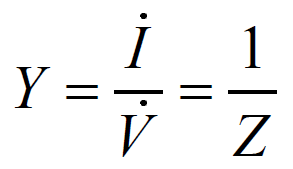 Y = İ / V̇ = 1 / Z